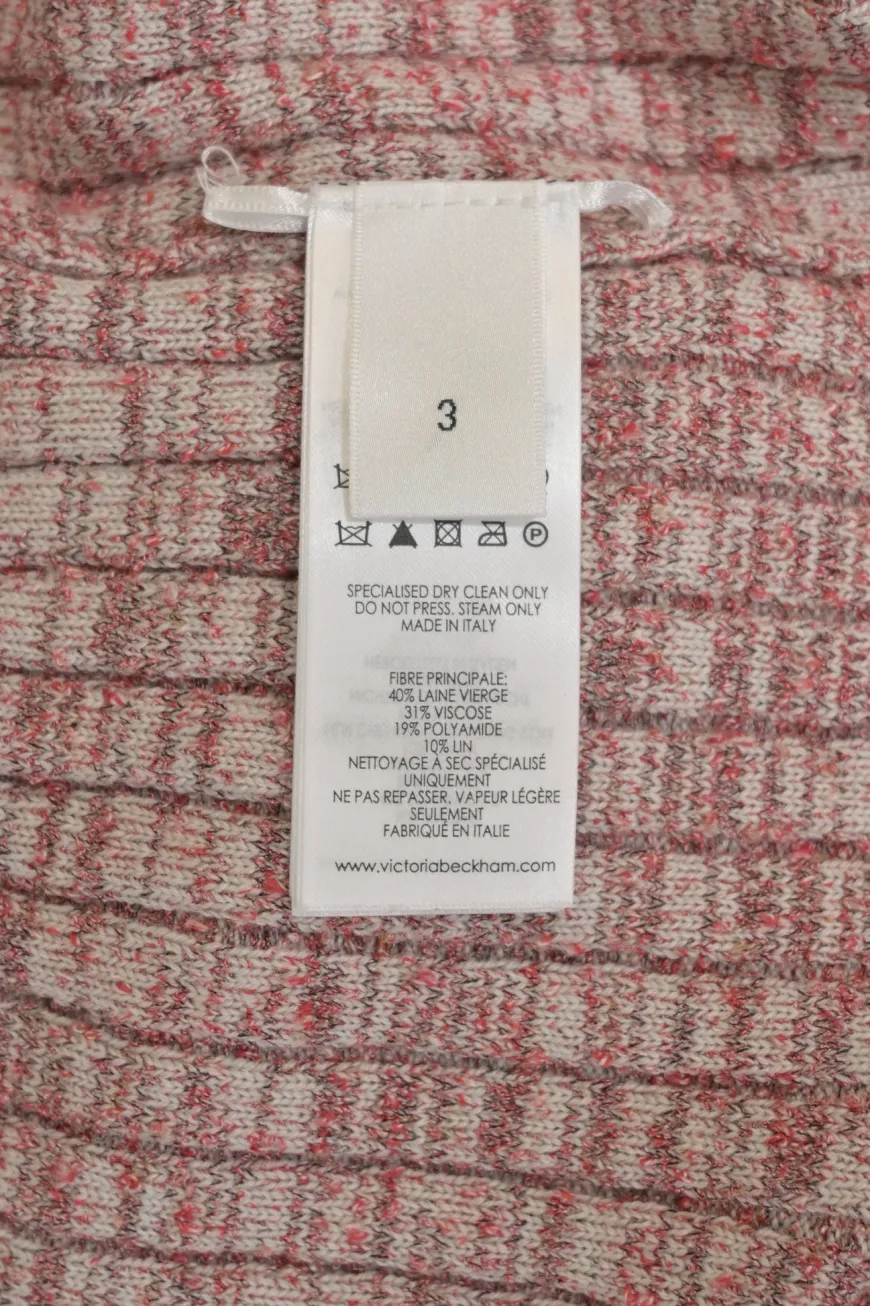 3
P
SPECIALISED DRY CLEAN ONLY
DO NOT PRESS. STEAM ONLY
MADE IN ITALY
FIBRE PRINCIPALE:
40% LAINE VIERGE
31% VISCOSE
19% POLYAMIDE
10% LIN
NETTOYAGE À SEC SPÉCIALISÉ
UNIQUEMENT
NE PAS REPASSER, VAPEUR LÉGÈRE
SEULEMENT
FABRIQUÉ EN ITALIE
www.victoriabeckham.com